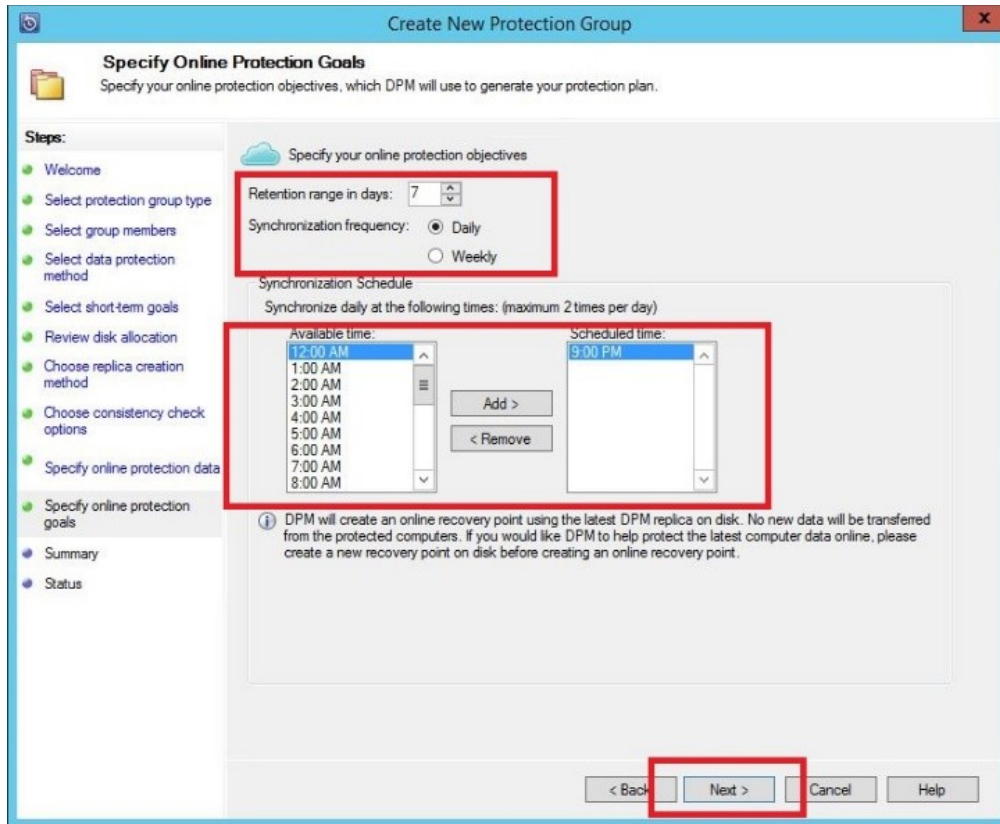 Create New Protection Group
x
Specify Online Protection Goals
Specify your online protection objectives, which DPM will use to generate your protection plan.
Steps:
Welcome
Select protection group type
Select group members
Select data protection
method
Select short-term goals
Review disk allocation
Choose replica creation
method
Choose consistency check
options
Specify online protection data
Specify online protection
goals
Summary
Status
Specify your online protection objectives
Retention range in days: 7
Synchronization frequency: Daily
Weekly
Synchronization Schedule
Synchronize daily at the following times: (maximum 2 times per day)
Available time:
12:00 AM
1:00 AM
2:00 AM
3:00 AM
4:00 AM
5:00 AM
6:00 AM
7:00 AM
8:00 AM
Add >
< Remove
Scheduled time:
9:00 PM
DPM will create an online recovery point using the latest DPM replica on disk. No new data will be transferred
from the protected computers. If you would like DPM to help protect the latest computer data online, please
create a new recovery point on disk before creating an online recovery point.
< Back Next > Cancel Help